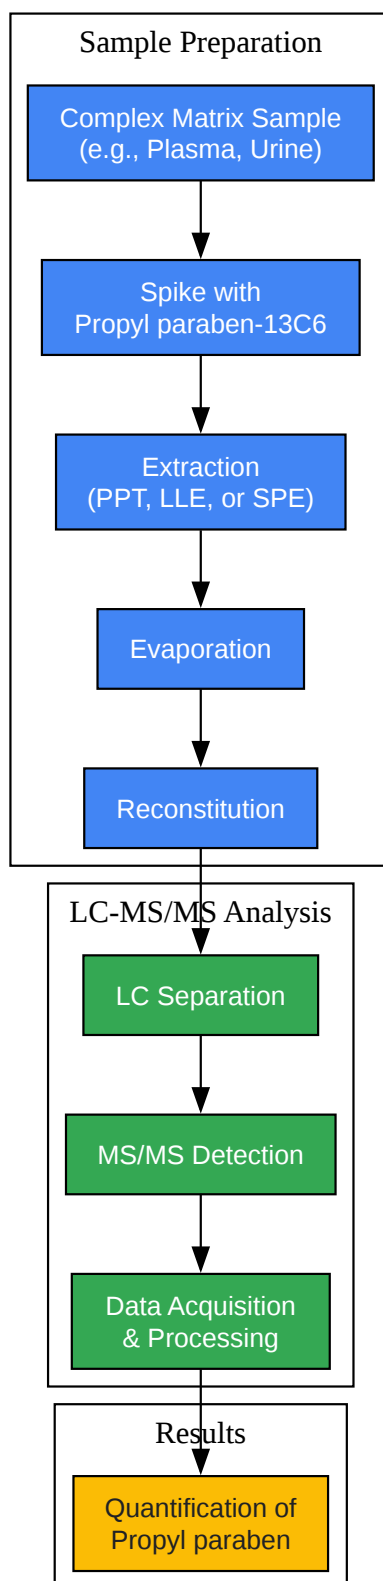 Sample Preparation
Complex Matrix Sample
(e.g., Plasma, Urine)
Spike with
Propyl paraben-13C6
Extraction
(PPT, LLE, or SPE)
Evaporation
Reconstitution
LC-MS/MS Analysis
LC Separation
MS/MS Detection
Data Acquisition
& Processing
Results
Quantification of
Propyl paraben